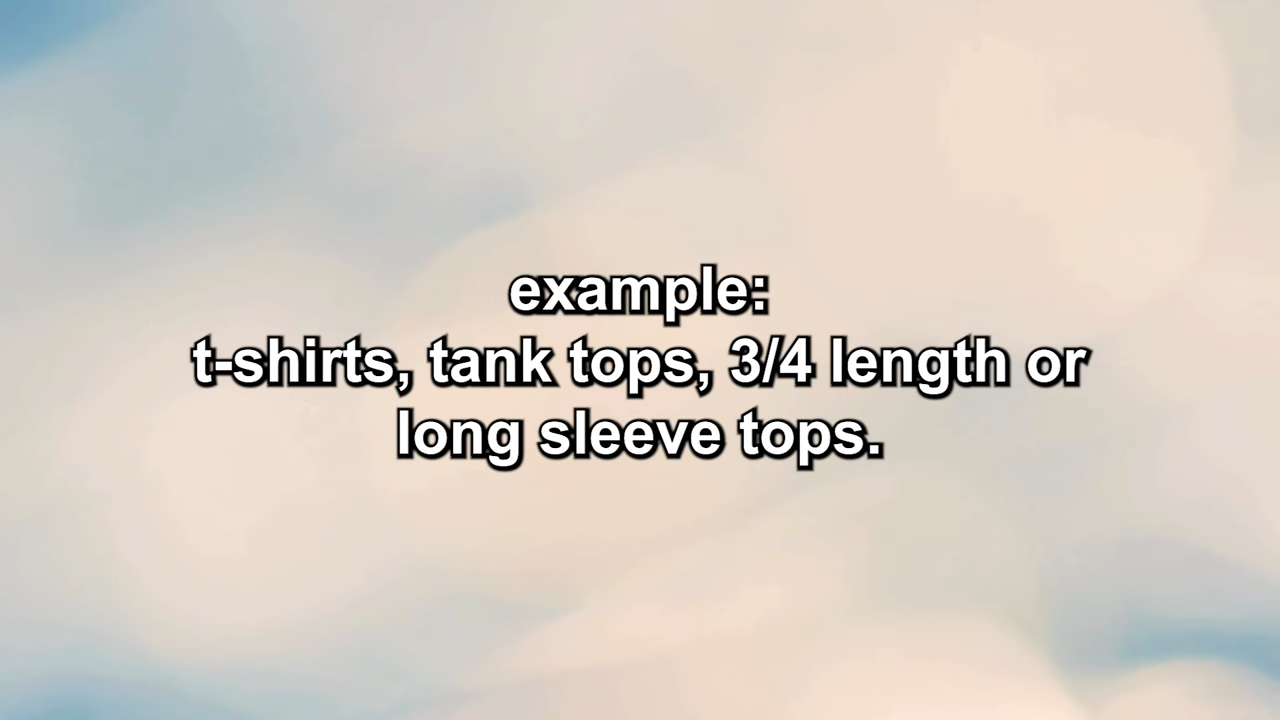 example:
t-shirts, tank tops, 3/4 length or
long sleeve tops.